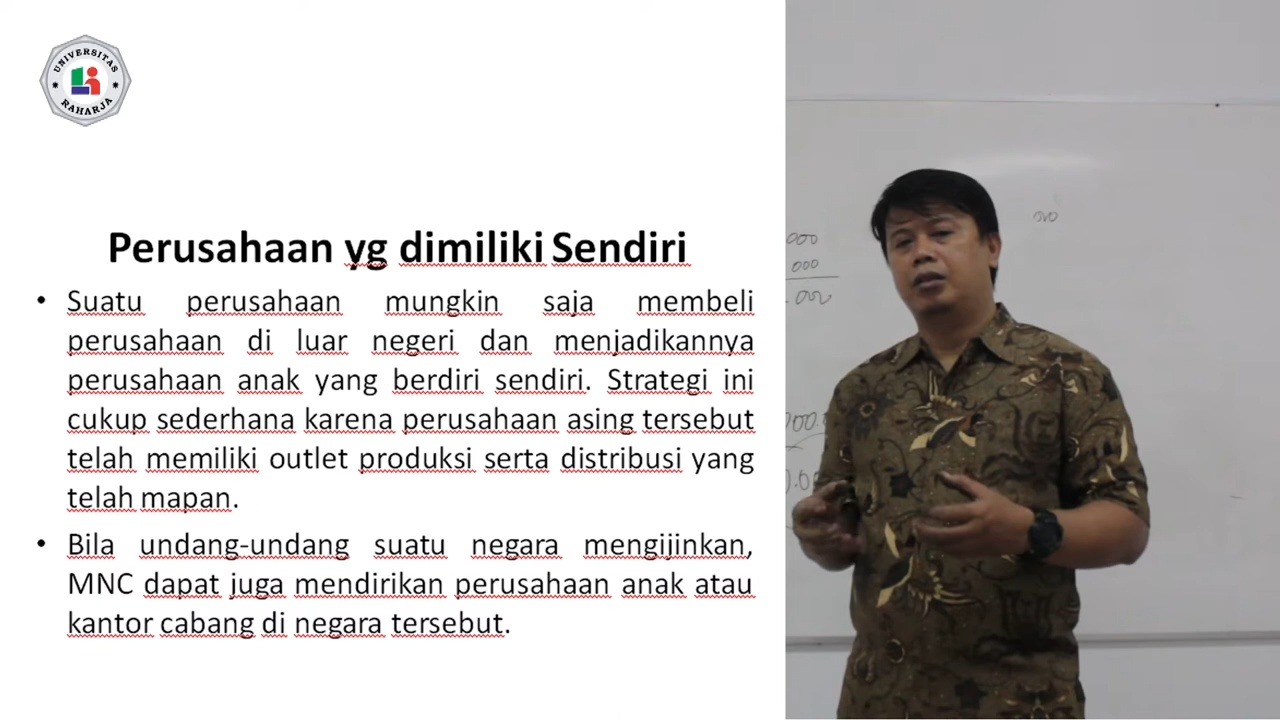 UNIVERSITAS
RAHARJA
Perusahaan yg dimiliki Sendiri
• Suatu perusahaan mungkin saja membeli
perusahaan di luar negeri dan menjadikannya
perusahaan anak yang berdiri sendiri. Strategi ini
cukup sederhana karena perusahaan asing tersebut
telah memiliki outlet produksi serta distribusi yang
telah mapan.
• Bila undang-undang suatu negara mengijinkan,
MNC dapat juga mendirikan perusahaan anak atau
kantor cabang di negara tersebut.
000
000